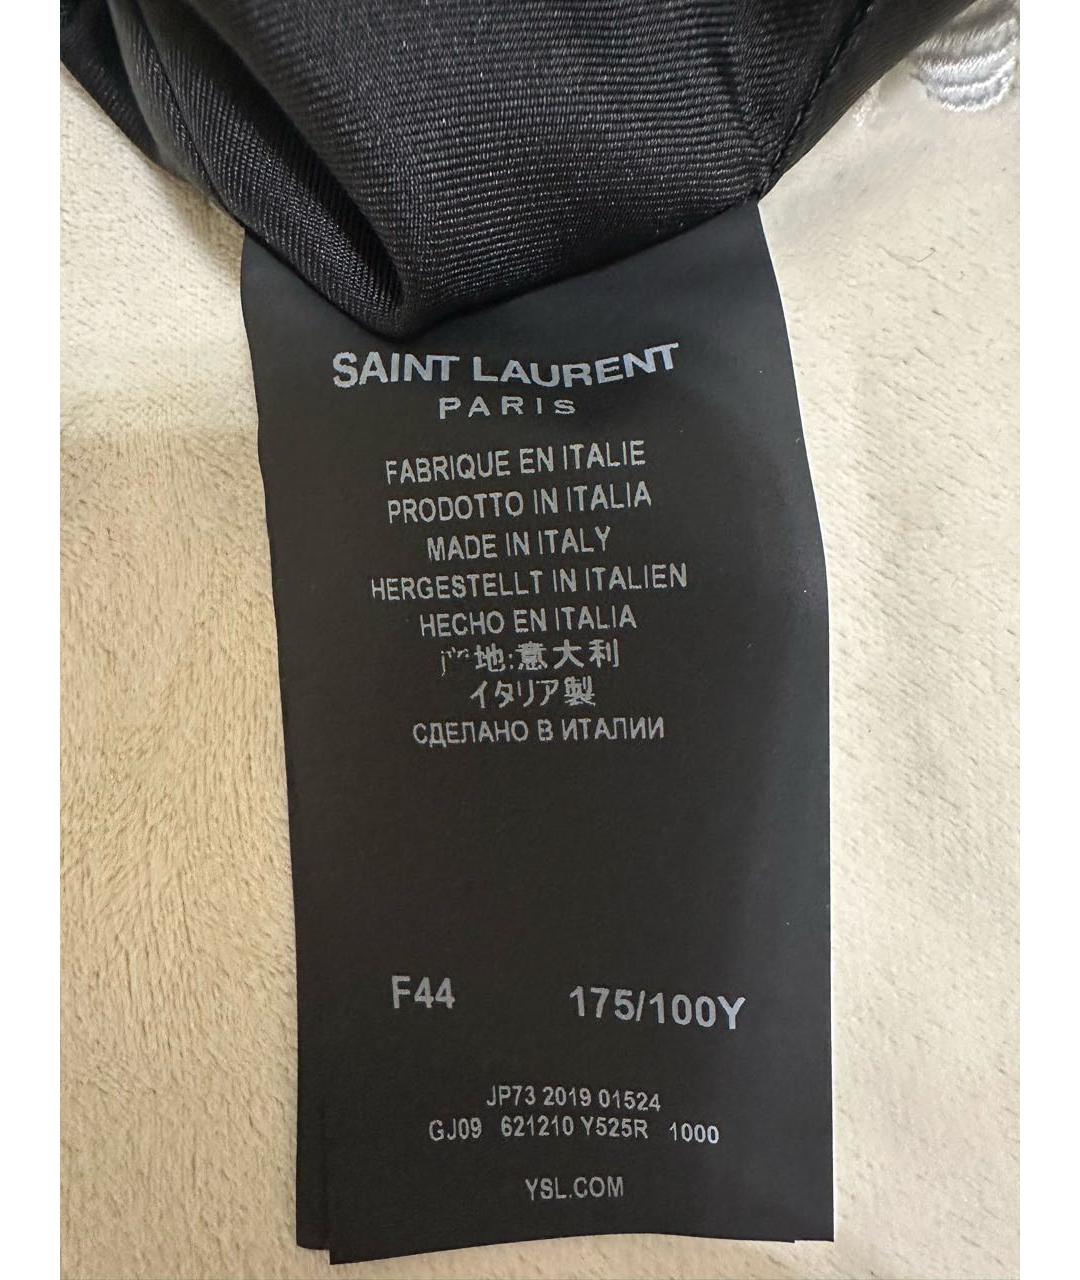 SAINT LAURENT
PARIS
FABRIQUE EN ITALIE
PRODOTTO IN ITALIA
MADE IN ITALY
HERGESTELLT IN ITALIEN
HECHO EN ITALIA
地:意大利
イタリア製
СДЕЛАНО В ИТАЛИИ
F44 175/100Y
JP73 2019 01524
GJ09 621210 Y525R 1000
YSL.COM